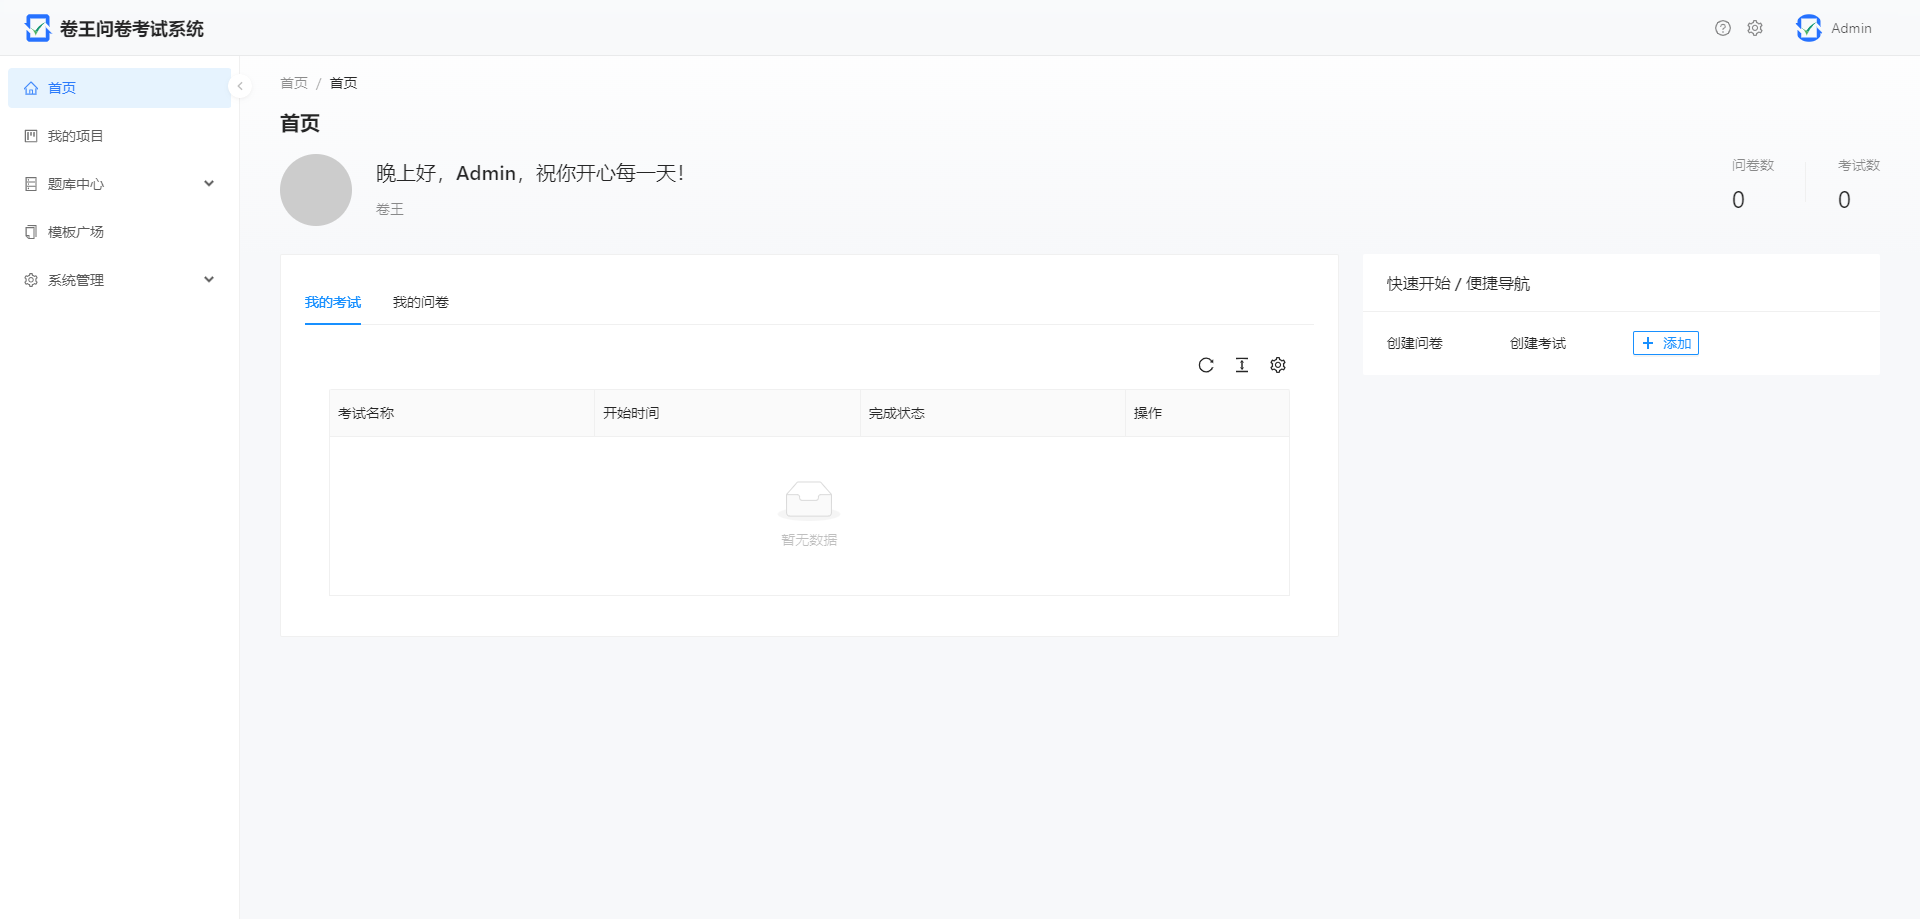 卷王问卷考试系统
Admin
首页
我的项目
题库中心
模板广场
系统管理
首页 / 首页
首页
晚上好，Admin，祝你开心每一天！
卷王
问卷数 考试数
0 0
我的考试 我的问卷
考试名称 开始时间 完成状态 操作
暂无数据
快速开始 / 便捷导航
创建问卷 创建考试 + 添加